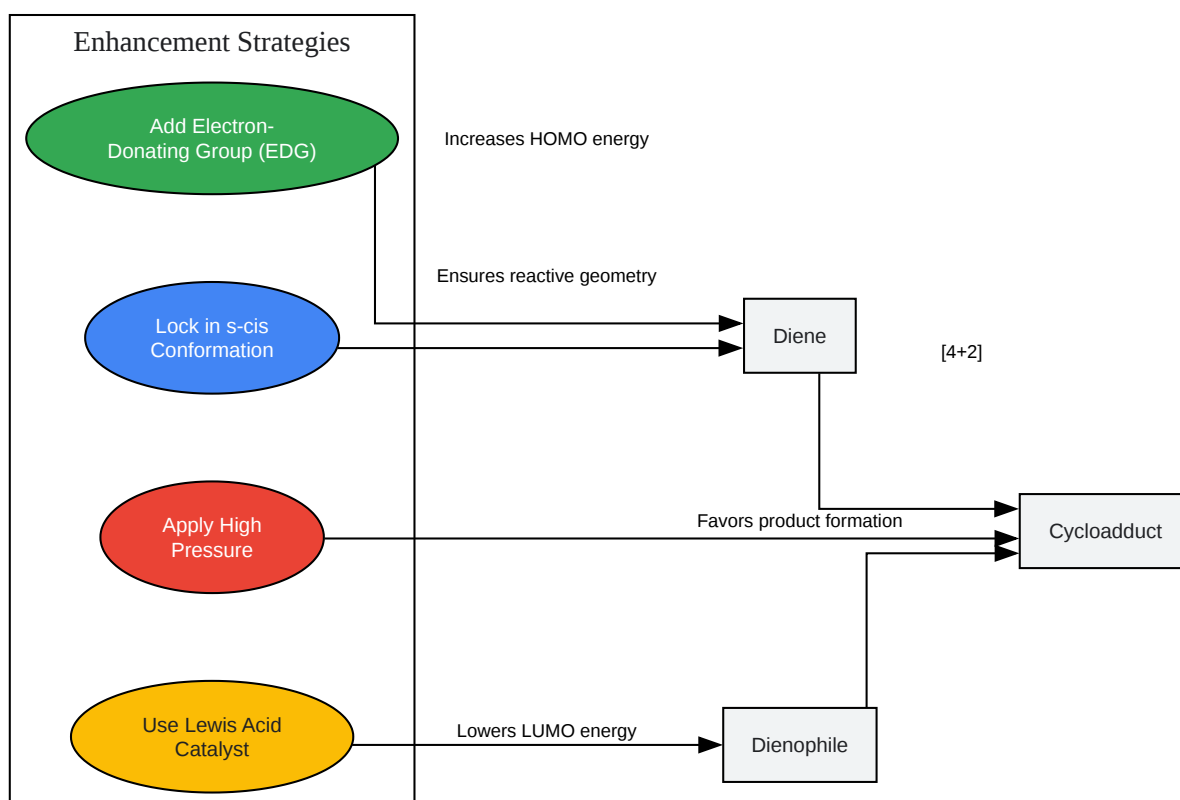 Enhancement Strategies
Add Electron-
Donating Group (EDG)
Increases HOMO energy
Ensures reactive geometry
Lock in s-cis
Conformation
Diene
[4+2]
Apply High
Pressure
Favors product formation
Cycloadduct
Use Lewis Acid
Catalyst
Lowers LUMO energy
Dienophile